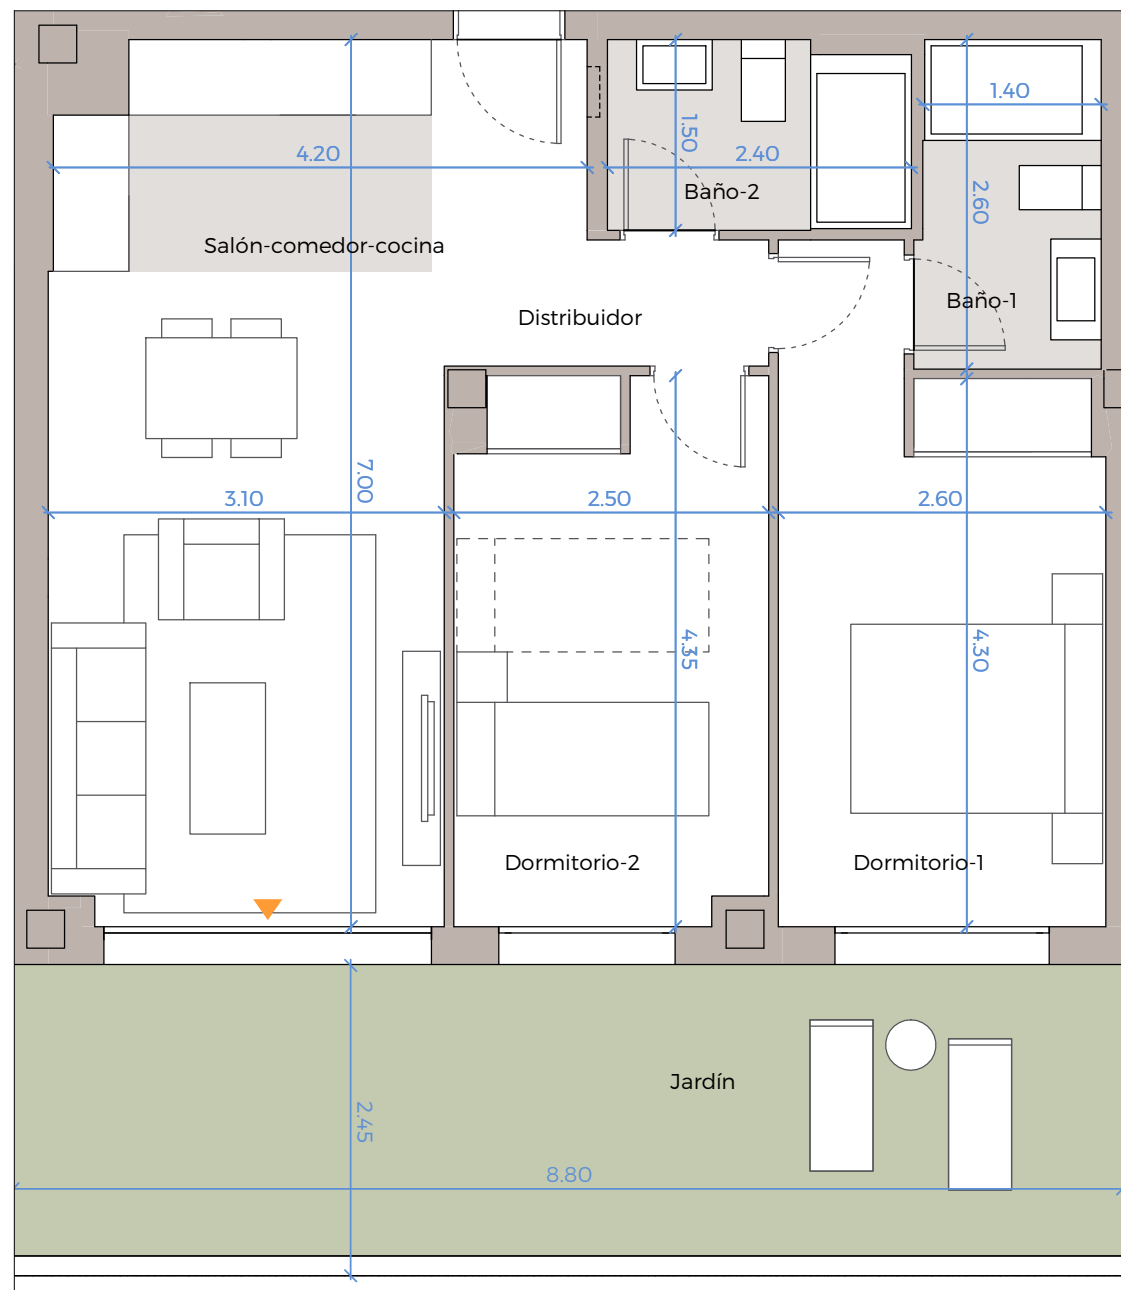 1.40
1.50
4.20
2.40
Baño-2
2.60
Salón-comedor-cocina
Baño-1
Distribuidor
7.00
3.10
2.50
2.60
4.35
4.30
Dormitorio-2
Dormitorio-1
Jardín
2.45
8.80